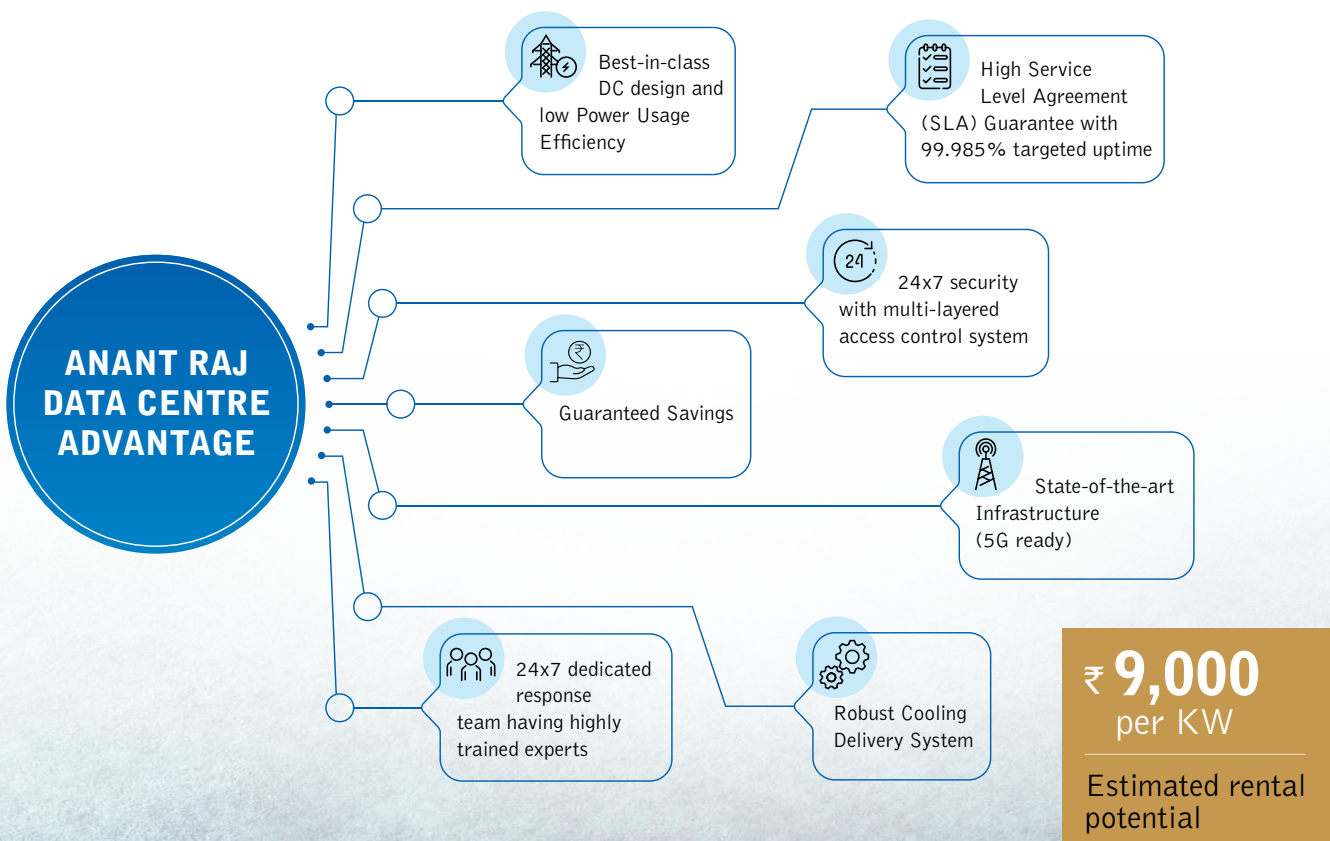 ANANT RAJ
DATA CENTRE
ADVANTAGE
Best-in-class
DC design and
low Power Usage
Efficiency
High Service
Level Agreement
(SLA) Guarantee with
99.985% targeted uptime
24
24x7 security
with multi-layered
access control system
₹
Guaranteed Savings
State-of-the-art
Infrastructure
(5G ready)
Robust Cooling
Delivery System
24x7 dedicated
response
team having highly
trained experts
₹ 9,000
per KW
Estimated rental
potential